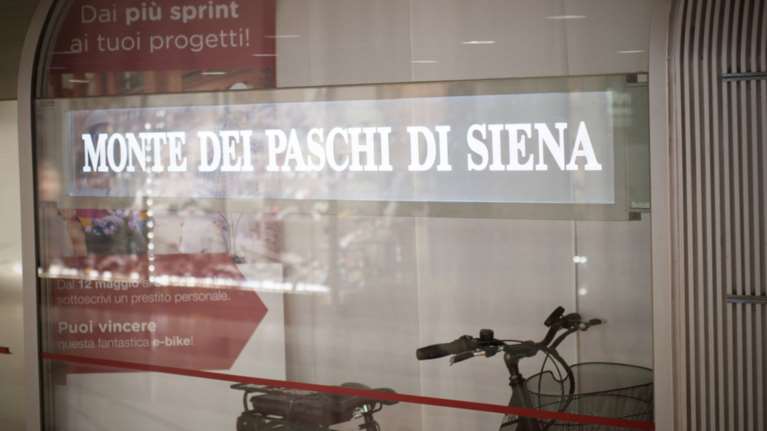 Dai più sprint
ai tuoi progetti!
MONTE DEI PASCHI DI SIENA
Dal 12 maggio
sottoscrivi un prestito personale.
Puoi vincere
questa fantastica e-bike!